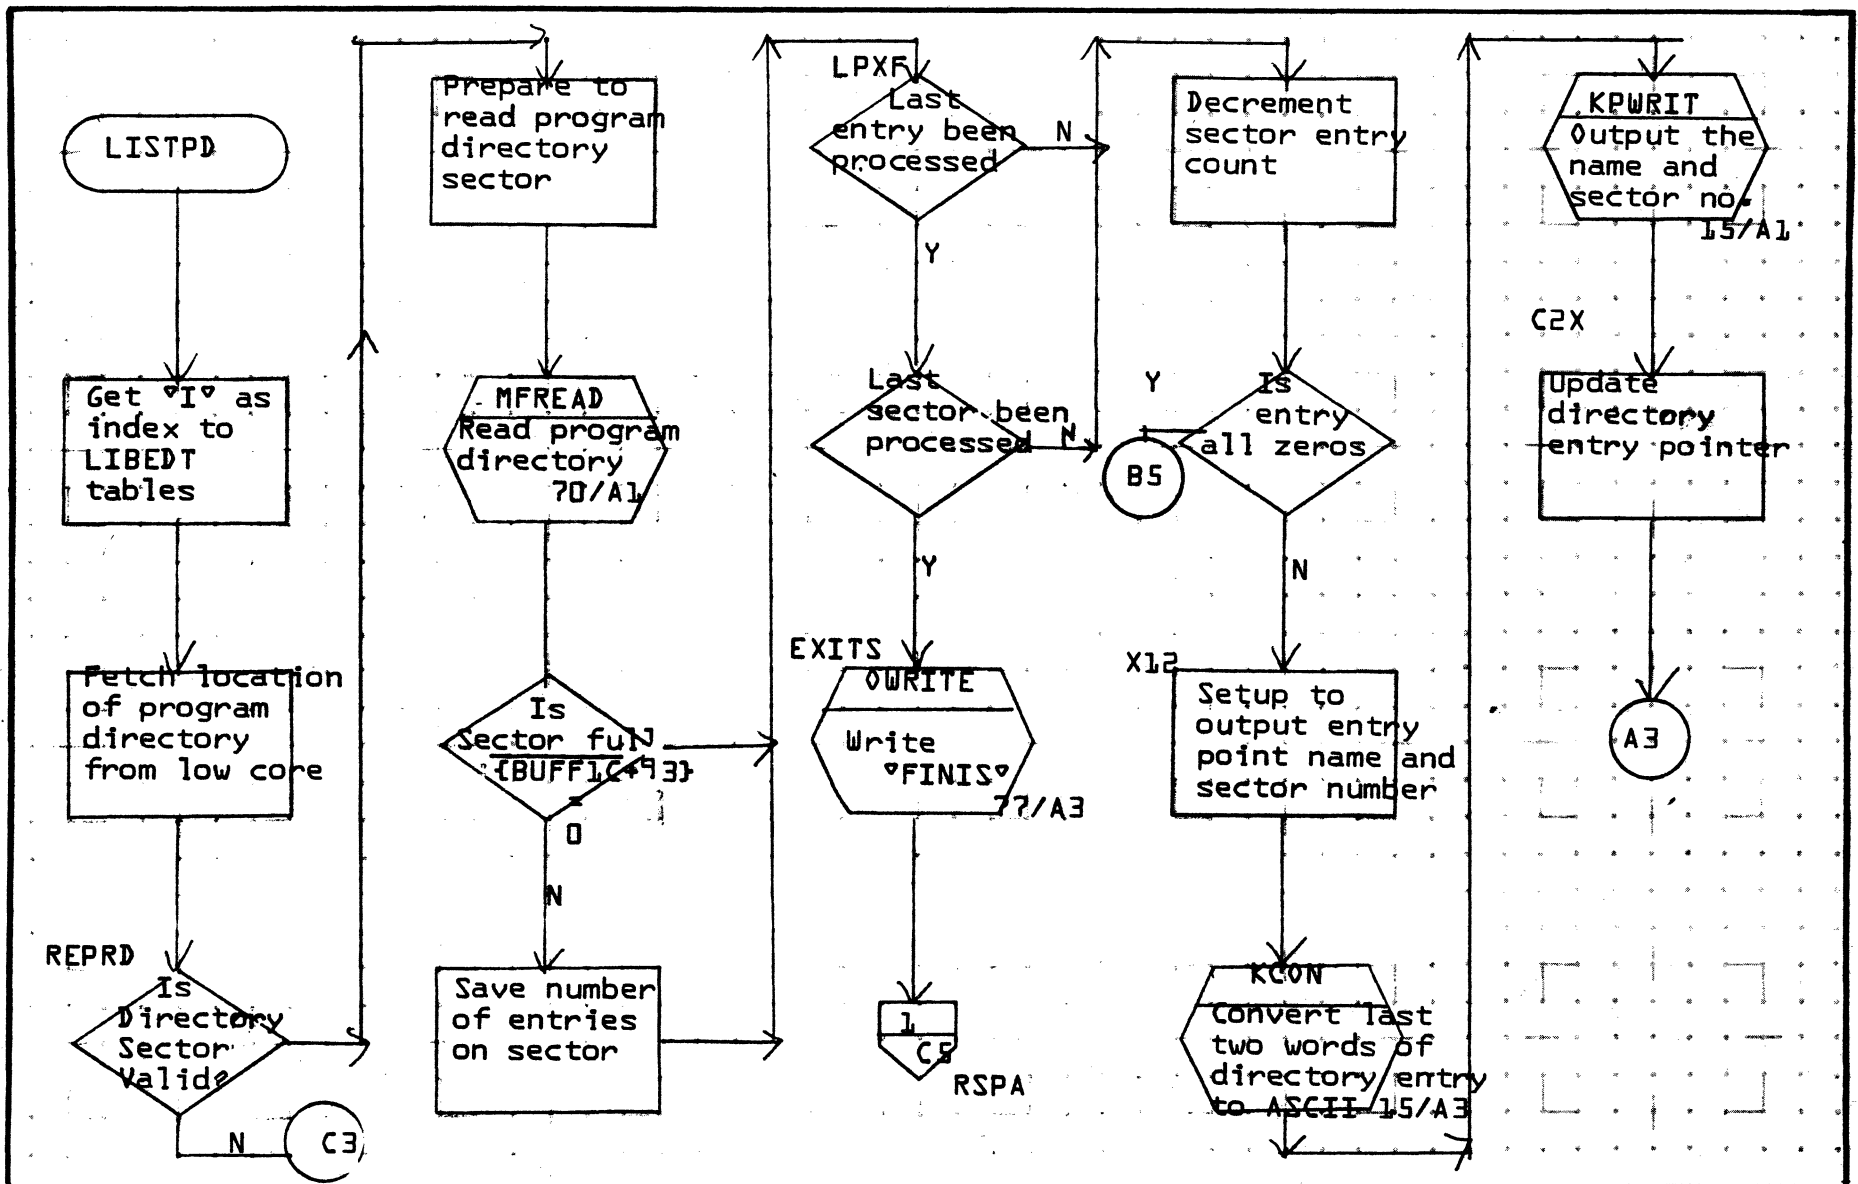 LISTPD
Get "I" as
index to
LIBEDT
tables
Fetch location
of program
directory
from low core
REPRD
Is
Directory
Sector
Valid?
N
C3
Prepare to
read program
directory
sector
MFREAD
Read program
directory
70/A1
Is
Sector full
{BUFF1C+93}
=
0
N
Save number
of entries
on sector
LPXF
Last
entry been
processed
N
Y
Last
sector been
processed
N
Y
EXITS
OWRITE
Write
"FINIS"
77/A3
1
C5
RSPA
Decrement
sector entry
count
Y
Is
entry
all zeros
B5
N
X12
Setup to
output entry
point name and
sector number
KCON
Convert last
two words of
directory entry
to ASCII 15/A3
KPWRIT
Output the
name and
sector no.
15/A1
C2X
Update
directory
entry pointer
A3